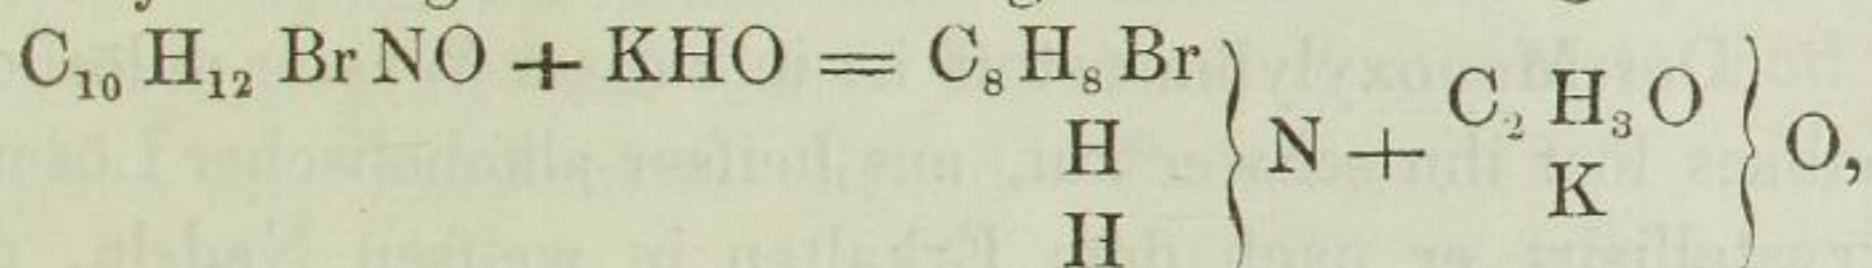 C₁₀ H₁₂ Br NO + KHO = C₈ H₈ Br
H
H } N + C₂ H₃ O
K } O,